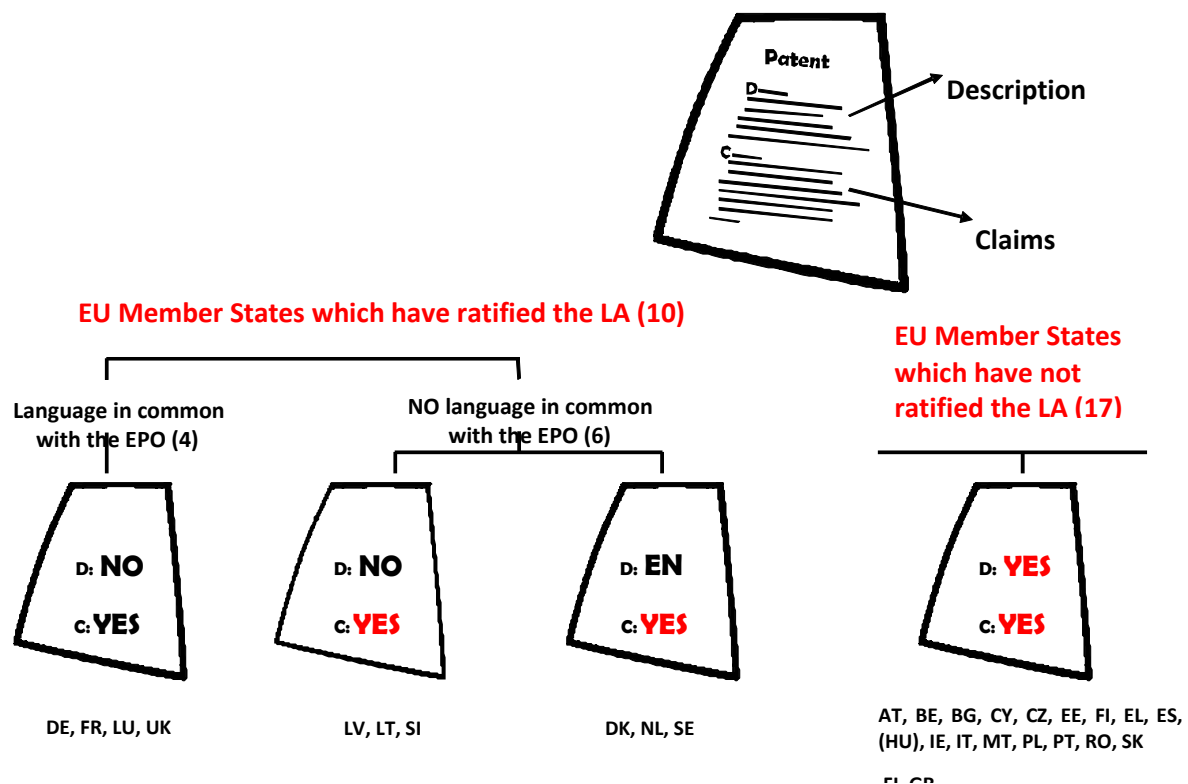 Patent
D
Description
C
Claims
EU Member States which have ratified the LA (10)
EU Member States
which have not
ratified the LA (17)
Language in common
with the EPO (4)
NO language in common
with the EPO (6)
D: NO
C: YES
D: NO
C: YES
D: EN
C: YES
D: YES
C: YES
DE, FR, LU, UK
LV, LT, SI
DK, NL, SE
AT, BE, BG, CY, CZ, EE, FI, EL, ES,
(HU), IE, IT, MT, PL, PT, RO, SK